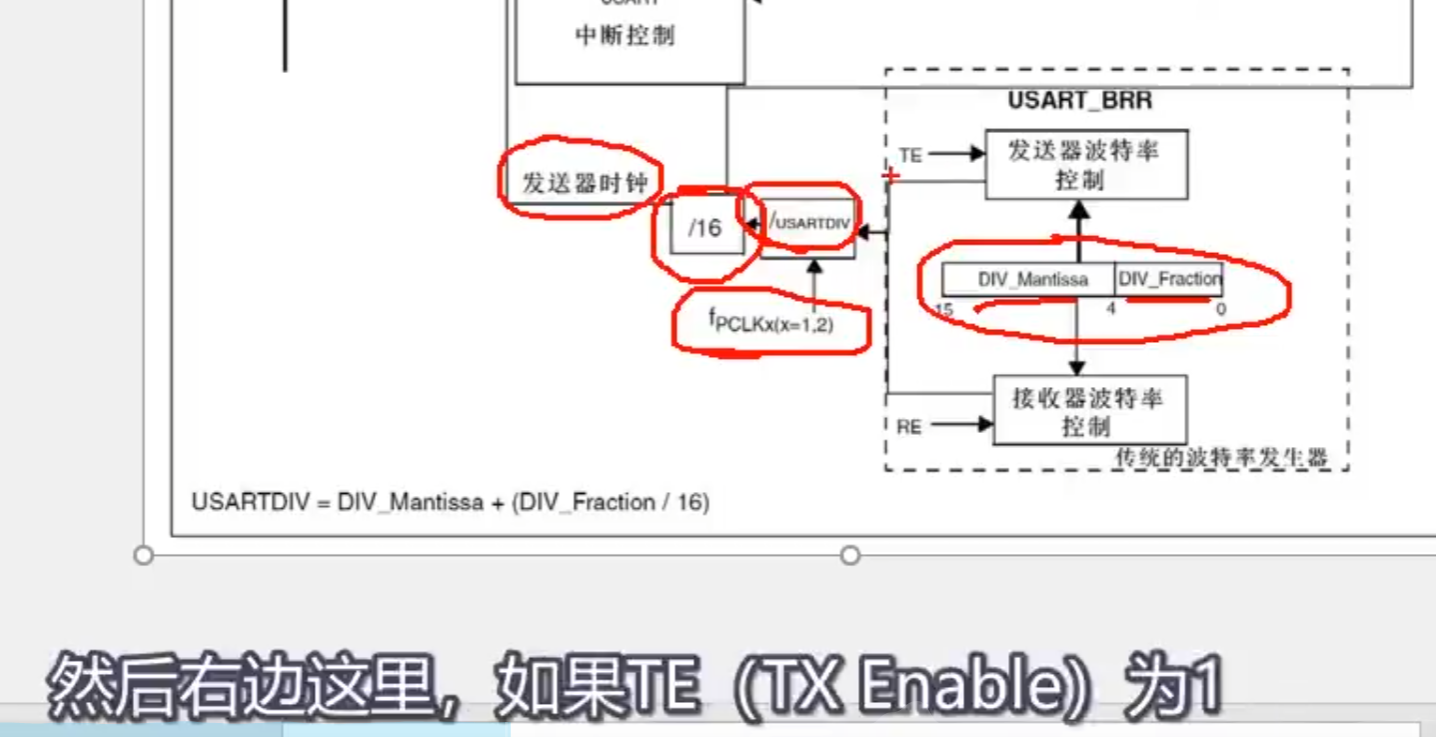 USART
中断控制
USART_BRR
TE
发送器波特率
控制
发送器时钟
/16
/USARTDIV
DIV_Mantissa
DIV_Fraction
15
4
0
fPCLKx(x=1,2)
接收器波特率
控制
RE
传统的波特率发生器
USARTDIV = DIV_Mantissa + (DIV_Fraction / 16)
然后右边这里，如果TE（TX Enable）为1